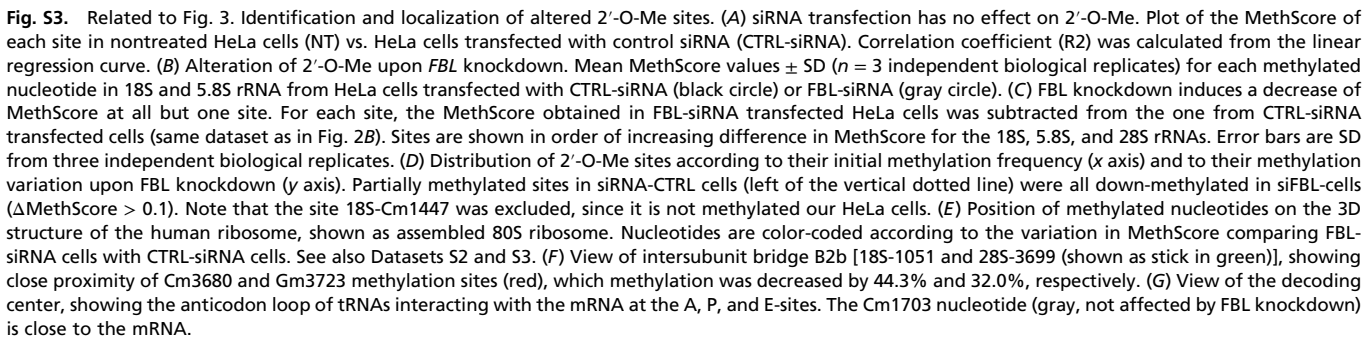 Fig. S3. Related to Fig. 3. Identification and localization of altered 2′-O-Me sites. (A) siRNA transfection has no effect on 2′-O-Me. Plot of the MethScore of
each site in nontreated HeLa cells (NT) vs. HeLa cells transfected with control siRNA (CTRL-siRNA). Correlation coefficient (R2) was calculated from the linear
regression curve. (B) Alteration of 2′-O-Me upon FBL knockdown. Mean MethScore values ± SD (n = 3 independent biological replicates) for each methylated
nucleotide in 18S and 5.8S rRNA from HeLa cells transfected with CTRL-siRNA (black circle) or FBL-siRNA (gray circle). (C) FBL knockdown induces a decrease of
MethScore at all but one site. For each site, the MethScore obtained in FBL-siRNA transfected HeLa cells was subtracted from the one from CTRL-siRNA
transfected cells (same dataset as in Fig. 2B). Sites are shown in order of increasing difference in MethScore for the 18S, 5.8S, and 28S rRNAs. Error bars are SD
from three independent biological replicates. (D) Distribution of 2′-O-Me sites according to their initial methylation frequency (x axis) and to their methylation
variation upon FBL knockdown (y axis). Partially methylated sites in siRNA-CTRL cells (left of the vertical dotted line) were all down-methylated in siFBL-cells
(ΔMethScore > 0.1). Note that the site 18S-Cm1447 was excluded, since it is not methylated our HeLa cells. (E) Position of methylated nucleotides on the 3D
structure of the human ribosome, shown as assembled 80S ribosome. Nucleotides are color-coded according to the variation in MethScore comparing FBL-
siRNA cells with CTRL-siRNA cells. See also Datasets S2 and S3. (F) View of intersubunit bridge B2b [18S-1051 and 28S-3699 (shown as stick in green)], showing
close proximity of Cm3680 and Gm3723 methylation sites (red), which methylation was decreased by 44.3% and 32.0%, respectively. (G) View of the decoding
center, showing the anticodon loop of tRNAs interacting with the mRNA at the A, P, and E-sites. The Cm1703 nucleotide (gray, not affected by FBL knockdown)
is close to the mRNA.